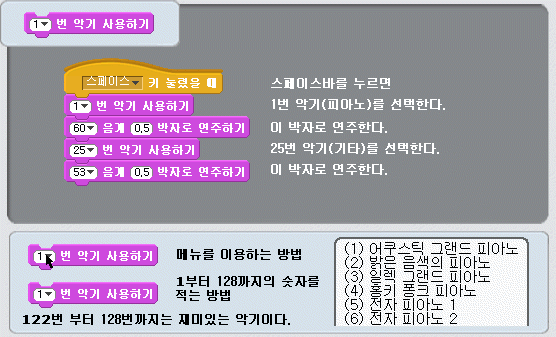 1 번 악기 사용하기
스페이스 키 눌렸을 때
스페이스바를 누르면
1 번 악기 사용하기
1번 악기(피아노)를 선택한다.
60 음계 0.5 박자로 연주하기
이 박자로 연주한다.
25 번 악기 사용하기
25번 악기(기타)를 선택한다.
53 음계 0.5 박자로 연주하기
이 박자로 연주한다.
1 번 악기 사용하기
메뉴를 이용하는 방법
1 번 악기 사용하기
1부터 128까지의 숫자를
적는 방법
122번 부터 128번까지는 재미있는 악기이다.
(1) 어쿠스틱 그랜드 피아노
(2) 밝은 음색의 피아노
(3) 일렉 그랜드 피아노
(4) 홍키 퐁크 피아노
(5) 전자 피아노 1
(6) 전자 피아노 2